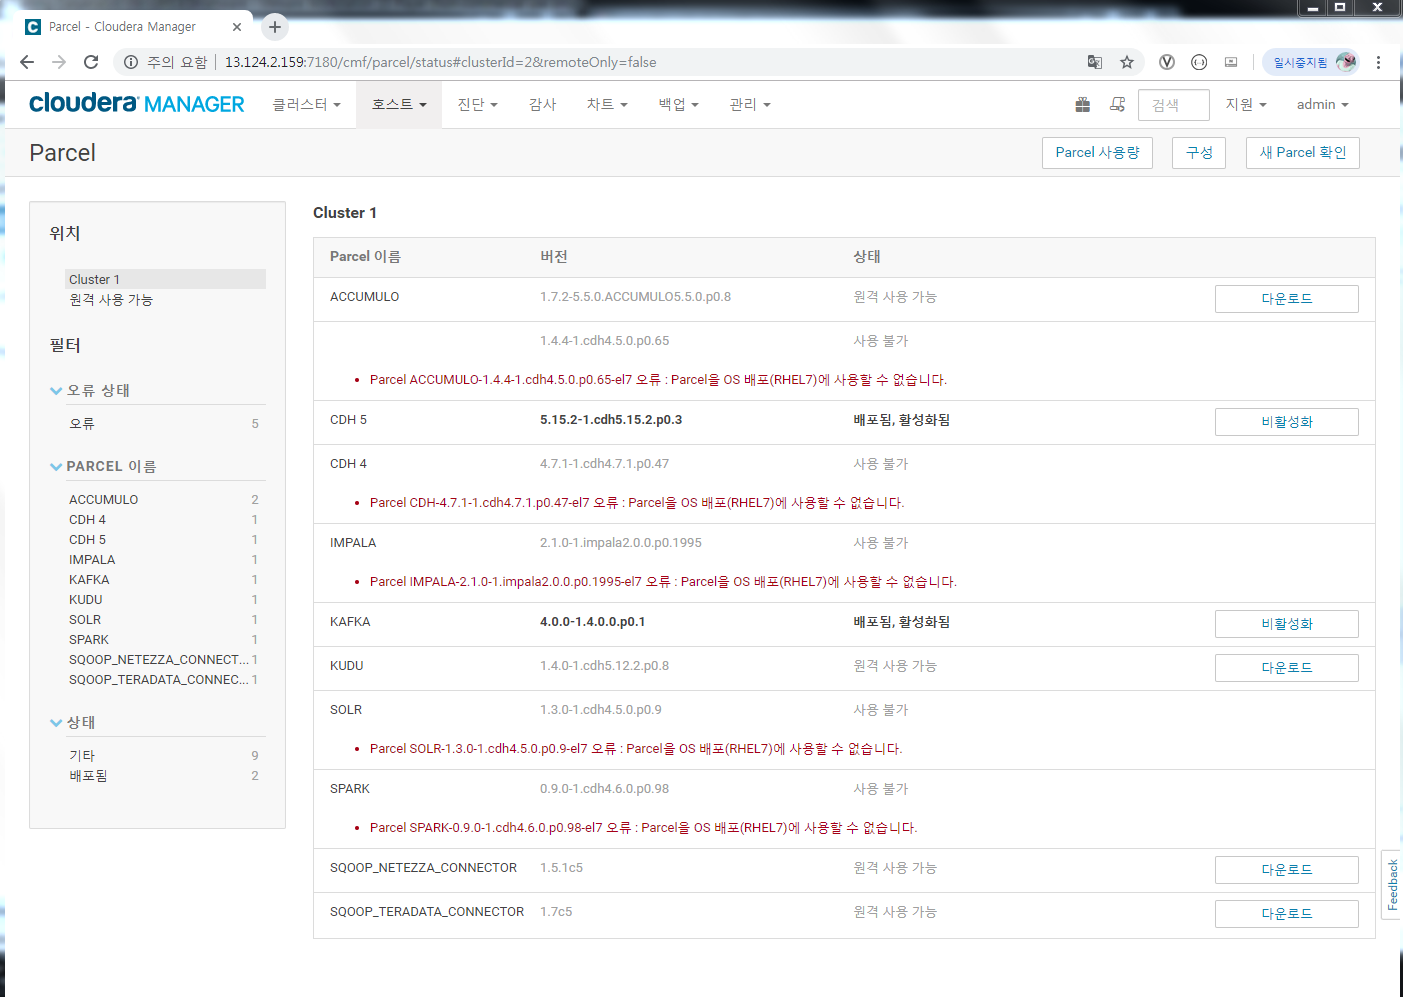 Parcel - Cloudera Manager
주의 요함 13.124.2.159:7180/cmf/parcel/status#clusterId=2&remoteOnly=false 일시중지됨
cloudera MANAGER 클러스터 호스트 진단 감사 차트 백업 관리 검색 지원 admin
Parcel Parcel 사용량 구성 새 Parcel 확인
위치
Cluster 1
원격 사용 가능
필터
오류 상태
오류 5
PARCEL 이름
ACCUMULO 2
CDH 4 1
CDH 5 1
IMPALA 1
KAFKA 1
KUDU 1
SOLR 1
SPARK 1
SQOOP_NETEZZA_CONNECT... 1
SQOOP_TERADATA_CONNEC... 1
상태
기타 9
배포됨 2
Cluster 1
Parcel 이름 버전 상태
ACCUMULO 1.7.2-5.5.0.ACCUMULO5.5.0.p0.8 원격 사용 가능 다운로드
1.4.4-1.cdh4.5.0.p0.65 사용 불가
Parcel ACCUMULO-1.4.4-1.cdh4.5.0.p0.65-el7 오류 : Parcel을 OS 배포(RHEL7)에 사용할 수 없습니다.
CDH 5 5.15.2-1.cdh5.15.2.p0.3 배포됨, 활성화됨 비활성화
CDH 4 4.7.1-1.cdh4.7.1.p0.47 사용 불가
Parcel CDH-4.7.1-1.cdh4.7.1.p0.47-el7 오류 : Parcel을 OS 배포(RHEL7)에 사용할 수 없습니다.
IMPALA 2.1.0-1.impala2.0.0.p0.1995 사용 불가
Parcel IMPALA-2.1.0-1.impala2.0.0.p0.1995-el7 오류 : Parcel을 OS 배포(RHEL7)에 사용할 수 없습니다.
KAFKA 4.0.0-1.4.0.0.p0.1 배포됨, 활성화됨 비활성화
KUDU 1.4.0-1.cdh5.12.2.p0.8 원격 사용 가능 다운로드
SOLR 1.3.0-1.cdh4.5.0.p0.9 사용 불가
Parcel SOLR-1.3.0-1.cdh4.5.0.p0.9-el7 오류 : Parcel을 OS 배포(RHEL7)에 사용할 수 없습니다.
SPARK 0.9.0-1.cdh4.6.0.p0.98 사용 불가
Parcel SPARK-0.9.0-1.cdh4.6.0.p0.98-el7 오류 : Parcel을 OS 배포(RHEL7)에 사용할 수 없습니다.
SQOOP_NETEZZA_CONNECTOR 1.5.1c5 원격 사용 가능 다운로드
SQOOP_TERADATA_CONNECTOR 1.7c5 원격 사용 가능 다운로드
Feedback